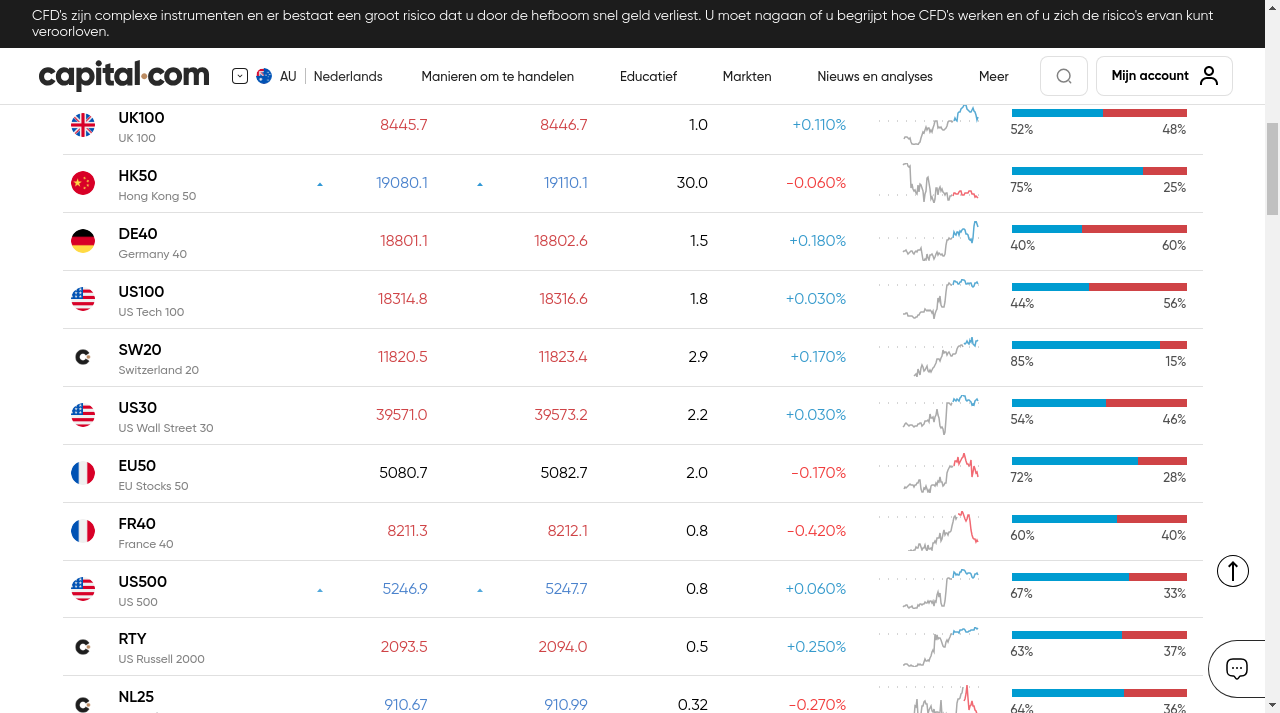 CFD's zijn complexe instrumenten en er bestaat een groot risico dat u door de hefboom snel geld verliest. U moet nagaan of u begrijpt hoe CFD's werken en of u zich de risico's ervan kunt
veroorloven.
capital.com AU Nederlands Manieren om te handelen Educatief Markten Nieuws en analyses Meer Mijn account
UK100 8445.7 8446.7 1.0 +0.110%
UK 100 52% 48%
HK50 19080.1 19110.1 30.0 -0.060%
Hong Kong 50 75% 25%
DE40 18801.1 18802.6 1.5 +0.180%
Germany 40 40% 60%
US100 18314.8 18316.6 1.8 +0.030%
US Tech 100 44% 56%
SW20 11820.5 11823.4 2.9 +0.170%
Switzerland 20 85% 15%
US30 39571.0 39573.2 2.2 +0.030%
US Wall Street 30 54% 46%
EU50 5080.7 5082.7 2.0 -0.170%
EU Stocks 50 72% 28%
FR40 8211.3 8212.1 0.8 -0.420%
France 40 60% 40%
US500 5246.9 5247.7 0.8 +0.060%
US 500 67% 33%
RTY 2093.5 2094.0 0.5 +0.250%
US Russell 2000 63% 37%
NL25 910.67 910.99 0.32 -0.270%
64% 36%